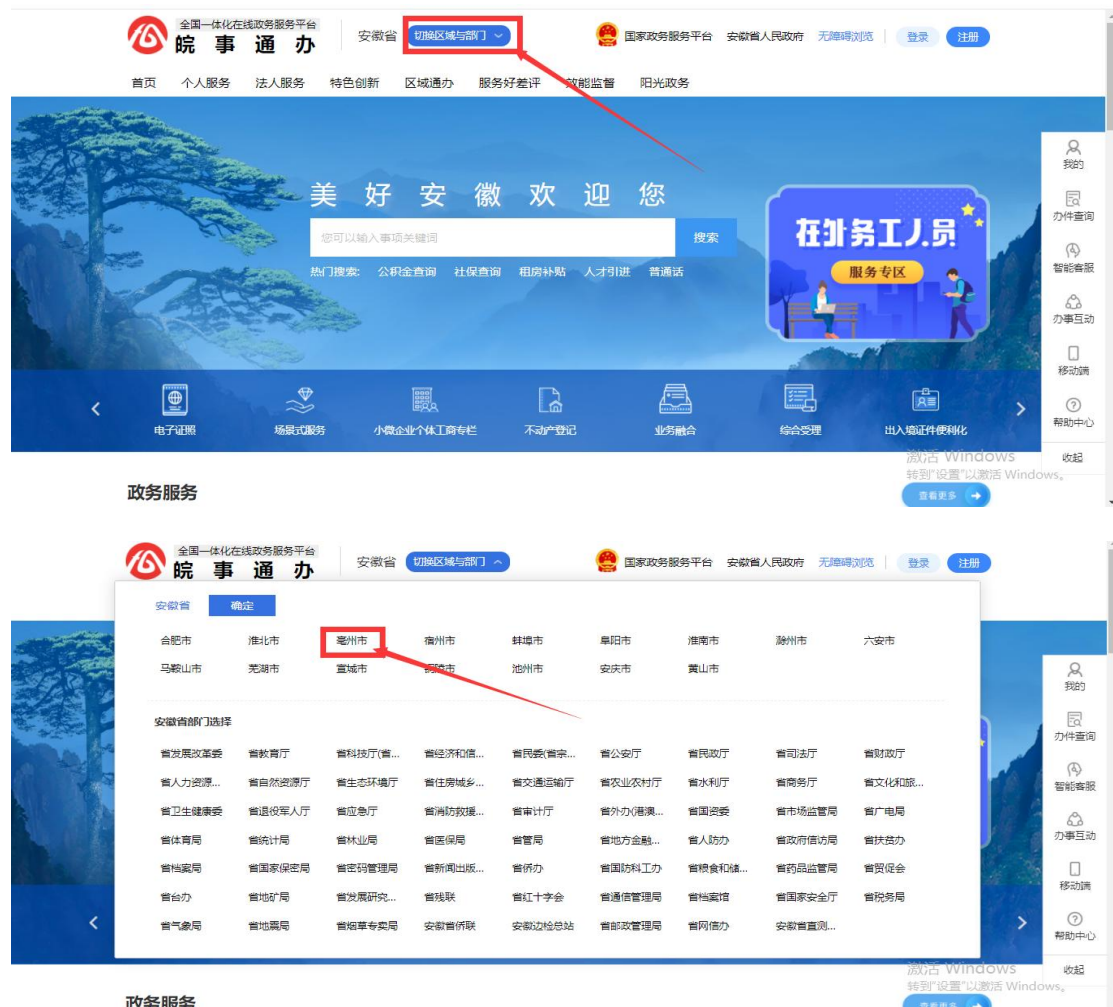 全国一体化在线政务服务平台
皖事通办
安徽省 切换区域与部门
国家政务服务平台 安徽省人民政府 无障碍浏览 登录 注册
首页 个人服务 法人服务 特色创新 区域通办 服务好差评 效能监督 阳光政务
美好安徽欢迎您
您可以输入事项关键词 搜索
热门搜索: 公积金查询 社保查询 租房补贴 人才引进 普通话
在外务工人员
服务专区
我的
办件查询
智能客服
办事互动
移动端
帮助中心
收起
电子证照 场景式服务 小微企业个体工商专栏 不动产登记 业务融合 综合受理 出入境证件便利化
激活 Windows
转到"设置"以激活 Windows。
政务服务
查看更多
全国一体化在线政务服务平台
皖事通办
安徽省 切换区域与部门
国家政务服务平台 安徽省人民政府 无障碍浏览 登录 注册
安徽省 确定
合肥市 淮北市 亳州市 宿州市 蚌埠市 阜阳市 淮南市 滁州市 六安市
马鞍山市 芜湖市 宣城市 铜陵市 池州市 安庆市 黄山市
安徽省部门选择
省发展改革委 省教育厅 省科技厅(省... 省经济和信... 省民委(省宗... 省公安厅 省民政厅 省司法厅 省财政厅
省人力资源... 省自然资源厅 省生态环境厅 省住房城乡... 省交通运输厅 省农业农村厅 省水利厅 省商务厅 省文化和旅...
省卫生健康委 省退役军人厅 省应急厅 省消防救援... 省审计厅 省外办(港澳... 省国资委 省市场监管局 省广电局
省体育局 省统计局 省林业局 省医保局 省管局 省地方金融... 省人防办 省政府信访局 省扶贫办
省档案局 省国家保密局 省密码管理局 省新闻出版... 省侨办 省国防科工办 省粮食和储... 省药品监管局 省贸促会
省台办 省地矿局 省发展研究... 省残联 省红十字会 省通信管理局 省档案馆 省国家安全厅 省税务局
省气象局 省地震局 省烟草专卖局 安徽省侨联 安徽边检总站 省邮政管理局 省网信办 安徽省直测...
我的
办件查询
智能客服
办事互动
移动端
帮助中心
收起
激活 Windows
转到"设置"以激活 Windows。
政务服务
查看更多